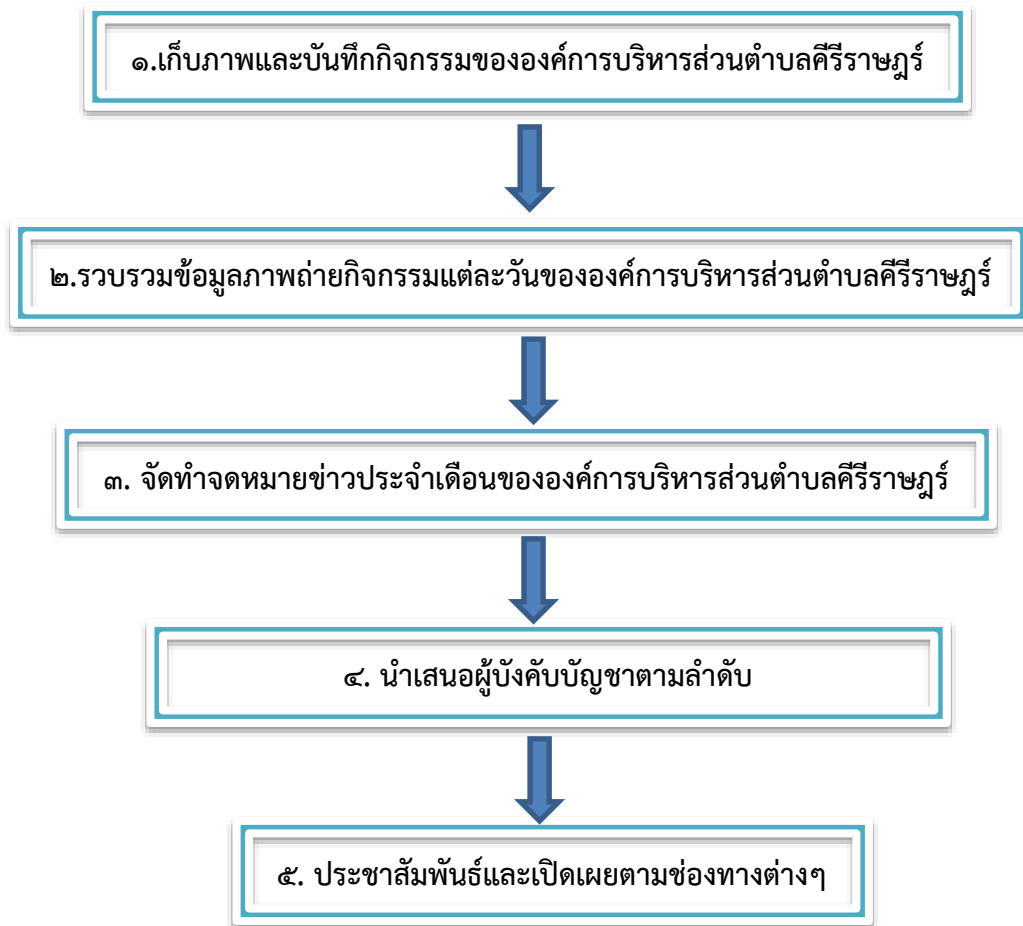 ๑.เก็บภาพและบันทึกกิจกรรมขององค์การบริหารส่วนตำบลคีรีราษฎร์
๒.รวบรวมข้อมูลภาพถ่ายกิจกรรมแต่ละวันขององค์การบริหารส่วนตำบลคีรีราษฎร์
๓. จัดทำจดหมายข่าวประจำเดือนขององค์การบริหารส่วนตำบลคีรีราษฎร์
๔. นำเสนอผู้บังคับบัญชาตามลำดับ
๕. ประชาสัมพันธ์และเปิดเผยตามช่องทางต่างๆ